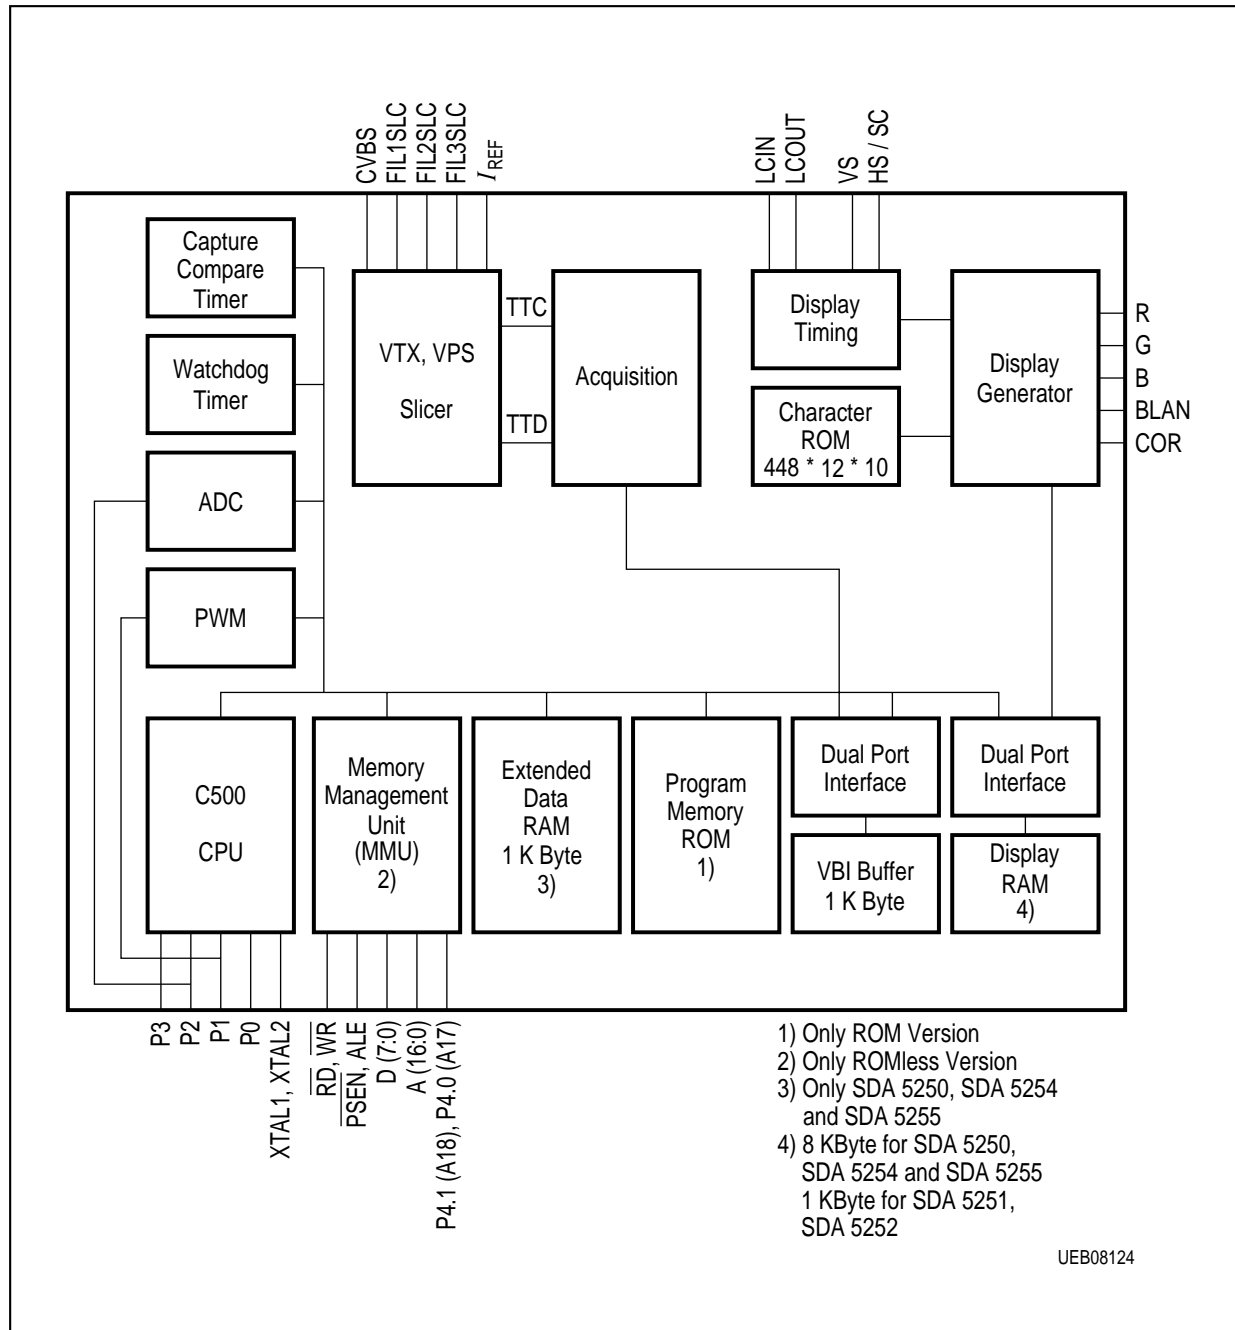 CVBS
FIL1SLC
FIL2SLC
FIL3SLC
I REF
LCIN
LCOUT
VS
HS / SC
Capture
Compare
Timer
Watchdog
Timer
ADC
PWM
VTX, VPS
Slicer
TTC
TTD
Acquisition
Display
Timing
Character
ROM
448 * 12 * 10
Display
Generator
R
G
B
BLAN
COR
C500
CPU
Memory
Management
Unit
(MMU)
2)
Extended
Data
RAM
1 K Byte
3)
Program
Memory
ROM
1)
Dual Port
Interface
VBI Buffer
1 K Byte
Dual Port
Interface
Display
RAM
4)
P3
P2
P1
P0
XTAL1, XTAL2
RD, WR
PSEN, ALE
D (7:0)
A (16:0)
P4.1 (A18), P4.0 (A17)
1) Only ROM Version
2) Only ROMless Version
3) Only SDA 5250, SDA 5254
and SDA 5255
4) 8 KByte for SDA 5250,
SDA 5254 and SDA 5255
1 KByte for SDA 5251,
SDA 5252
UEB08124